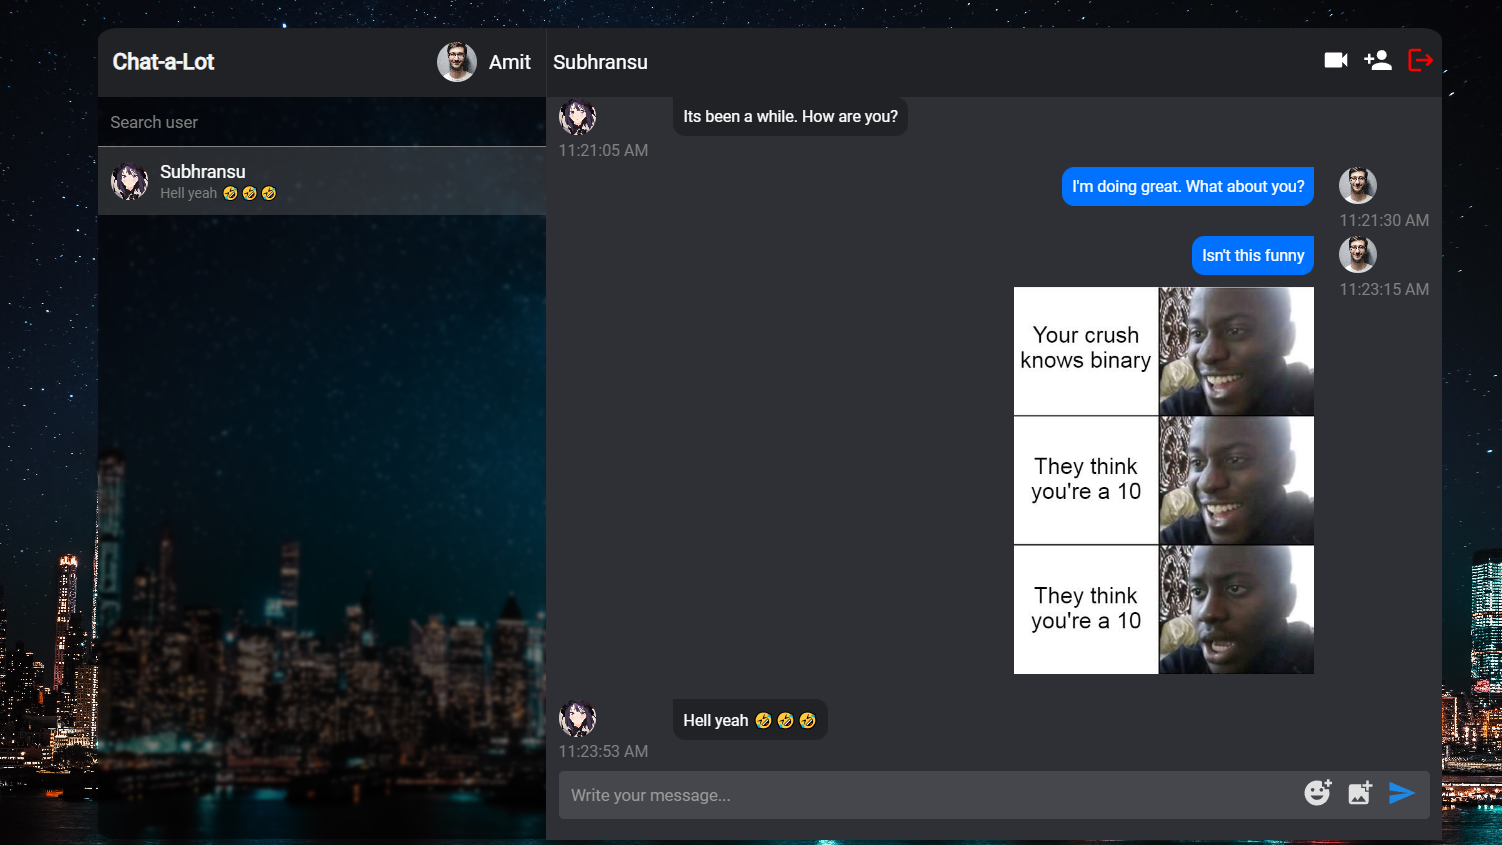 Chat-a-Lot
Amit
Subhransu
Search user
Subhransu
Hell yeah 🤣 🤣 🤣
Its been a while. How are you?
11:21:05 AM
I'm doing great. What about you?
11:21:30 AM
Isn't this funny
11:23:15 AM
Your crush
knows binary
They think
you're a 10
They think
you're a 10
Hell yeah 🤣 🤣 🤣
11:23:53 AM
Write your message...